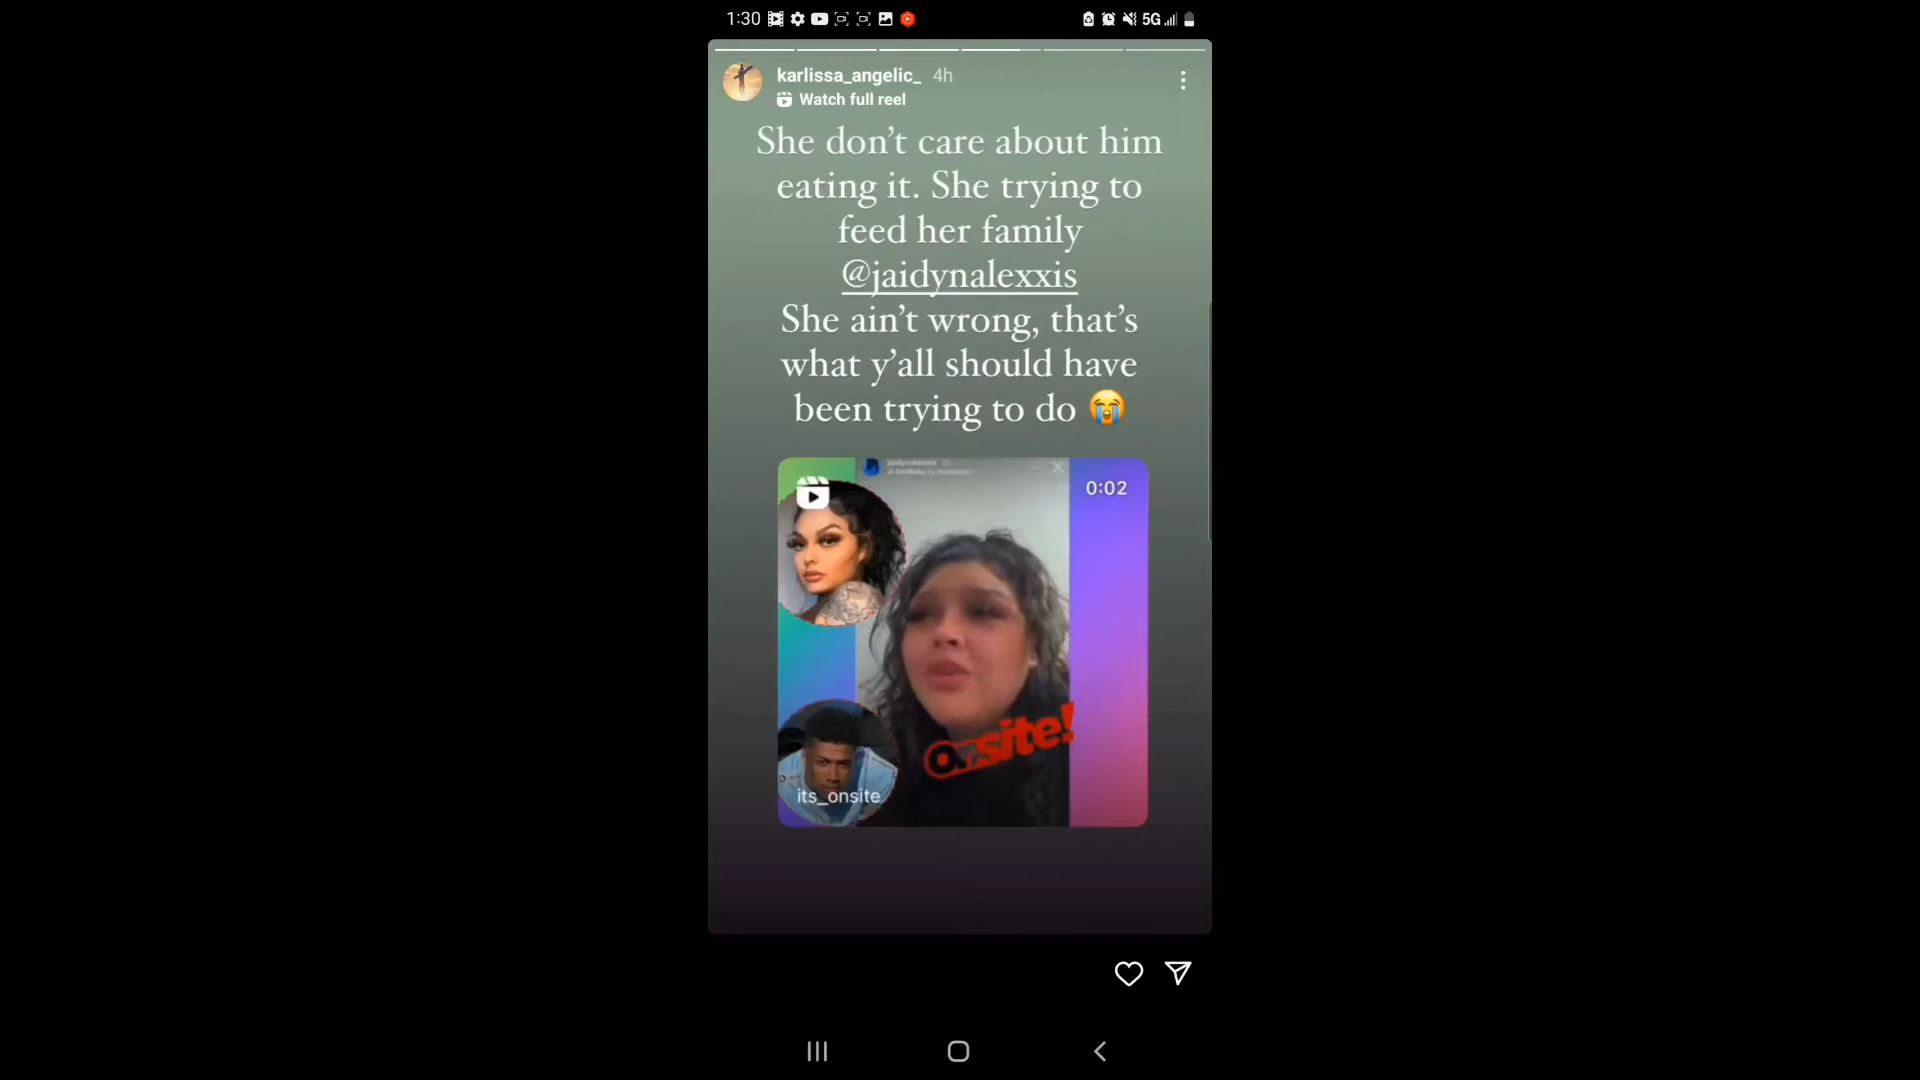 1:30
5G
karlissa_angelic_ 4h
Watch full reel
She don't care about him
eating it. She trying to
feed her family
@jaidynalexxis
She ain't wrong, that's
what y'all should have
been trying to do 😭
0:02
Onsite!
its_onsite